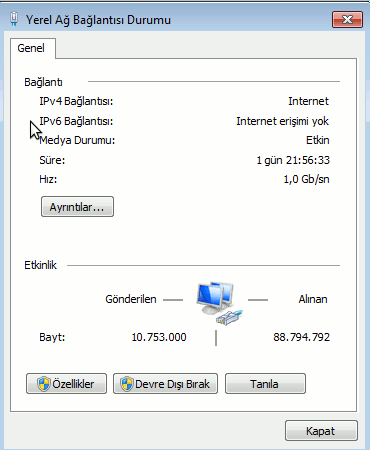 Yerel Ağ Bağlantısı Durumu
Genel
Bağlantı
IPv4 Bağlantısı: Internet
IPv6 Bağlantısı: Internet erişimi yok
Medya Durumu: Etkin
Süre: 1 gün 21:56:33
Hız: 1,0 Gb/sn
Ayrıntılar...
Etkinlik
Gönderilen — — Alınan
Bayt: 10.753.000 | 88.794.792
Özellikler Devre Dışı Bırak Tanıla
Kapat